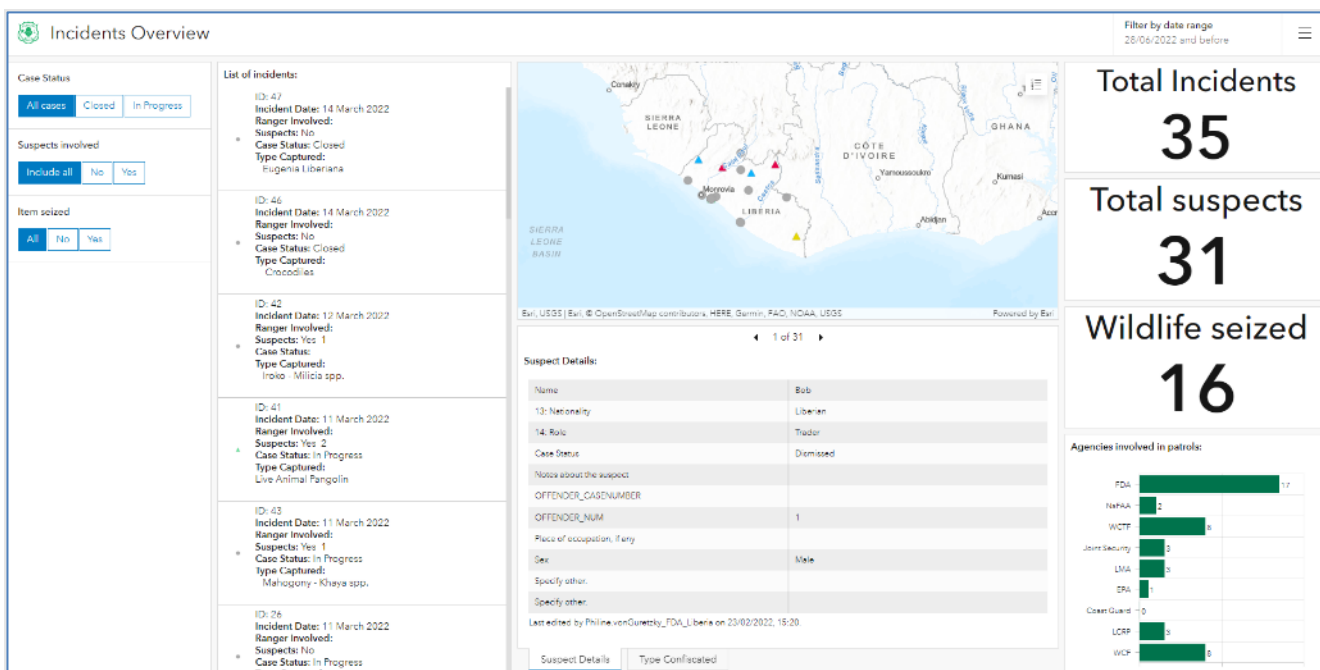 Incidents Overview
Filter by date range
28/06/2022 and before
Case Status
All cases Closed In Progress
Suspects involved
Include all No Yes
Item seized
All No Yes
List of incidents:
ID: 47
Incident Date: 14 March 2022
Ranger Involved:
Suspects: No
Case Status: Closed
Type Captured:
Eugenia Liberiana
ID: 46
Incident Date: 14 March 2022
Ranger Involved:
Suspects: No
Case Status: Closed
Type Captured:
Crocodiles
ID: 42
Incident Date: 12 March 2022
Ranger Involved:
Suspects: Yes 1
Case Status:
Type Captured:
Iroko - Milicia spp.
ID: 41
Incident Date: 11 March 2022
Ranger Involved:
Suspects: Yes 2
Case Status: In Progress
Type Captured:
Live Animal Pangolin
ID: 43
Incident Date: 11 March 2022
Ranger Involved:
Suspects: Yes 1
Case Status: In Progress
Type Captured:
Mahogony - Khaya spp.
ID: 26
Incident Date: 11 March 2022
Ranger Involved:
Suspects: No
Case Status: In Progress
Conakry
SIERRA
LEONE
GHANA
CÔTE
D'IVOIRE
Yamoussoukro
Kumasi
Sassandra
Cavalla
Monrovia
LIBERIA
Abidjan
SIERRA
LEONE
BASIN
Esri, USGS | Esri, © OpenStreetMap contributors, HERE, Garmin, FAO, NOAA, USGS
Powered by Esri
1 of 31
Suspect Details:
Name Bob
13: Nationality Liberian
14: Role Trader
Case Status Dismissed
Notes about the suspect
OFFENDER_CASENUMBER
OFFENDER_NUM 1
Place of occupation, if any
Sex Male
Specify other.
Specify other.
Last edited by Philine.vonGuretzky_FDA_Liberia on 23/02/2022, 15:20.
Suspect Details Type Confiscated
Total Incidents
35
Total suspects
31
Wildlife seized
16
Agencies involved in patrols:
FDA 17
NaFAA 2
WCTF 8
Joint Security 3
LMA 3
EPA 1
Coast Guard 0
LCRP 3
WCF 8